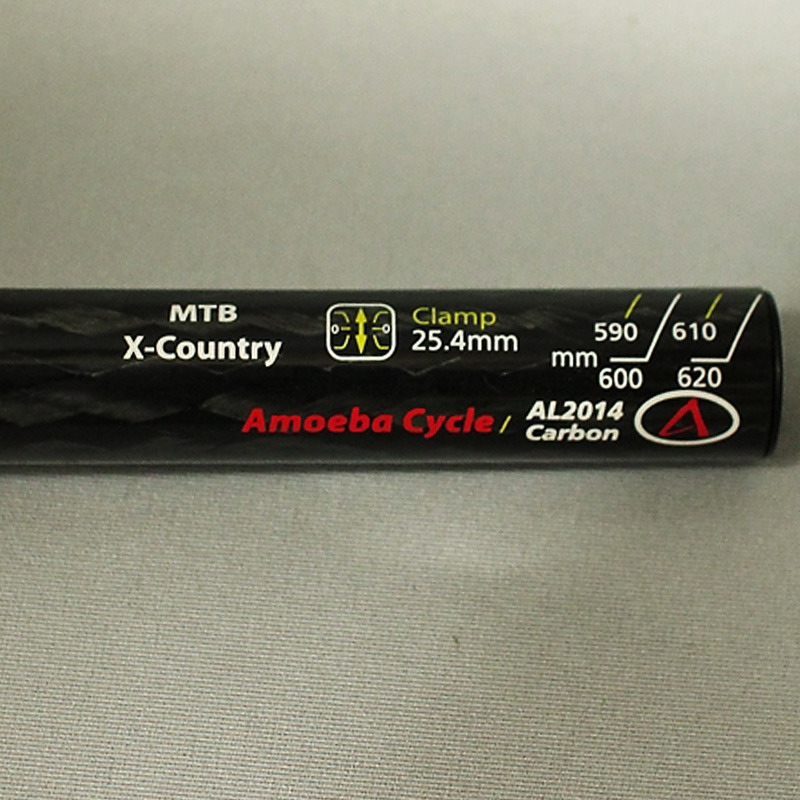 MTB
X-Country
Clamp
25.4mm
590 610
mm
600 620
Amoeba Cycle/
AL2014
Carbon